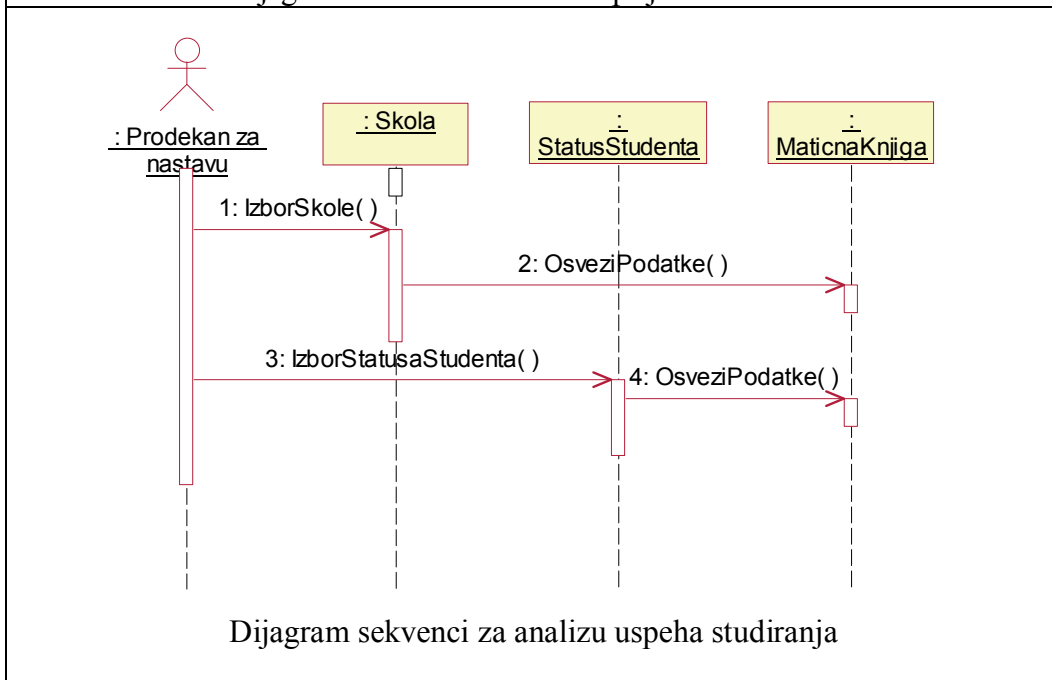 : Prodekan za
nastavu
: Skola
:
StatusStudenta
:
MaticnaKnjiga
1: IzborSkole( )
2: OsveziPodatke( )
3: IzborStatusaStudenta( )
4: OsveziPodatke( )
Dijagram sekvenci za analizu uspeha studiranja